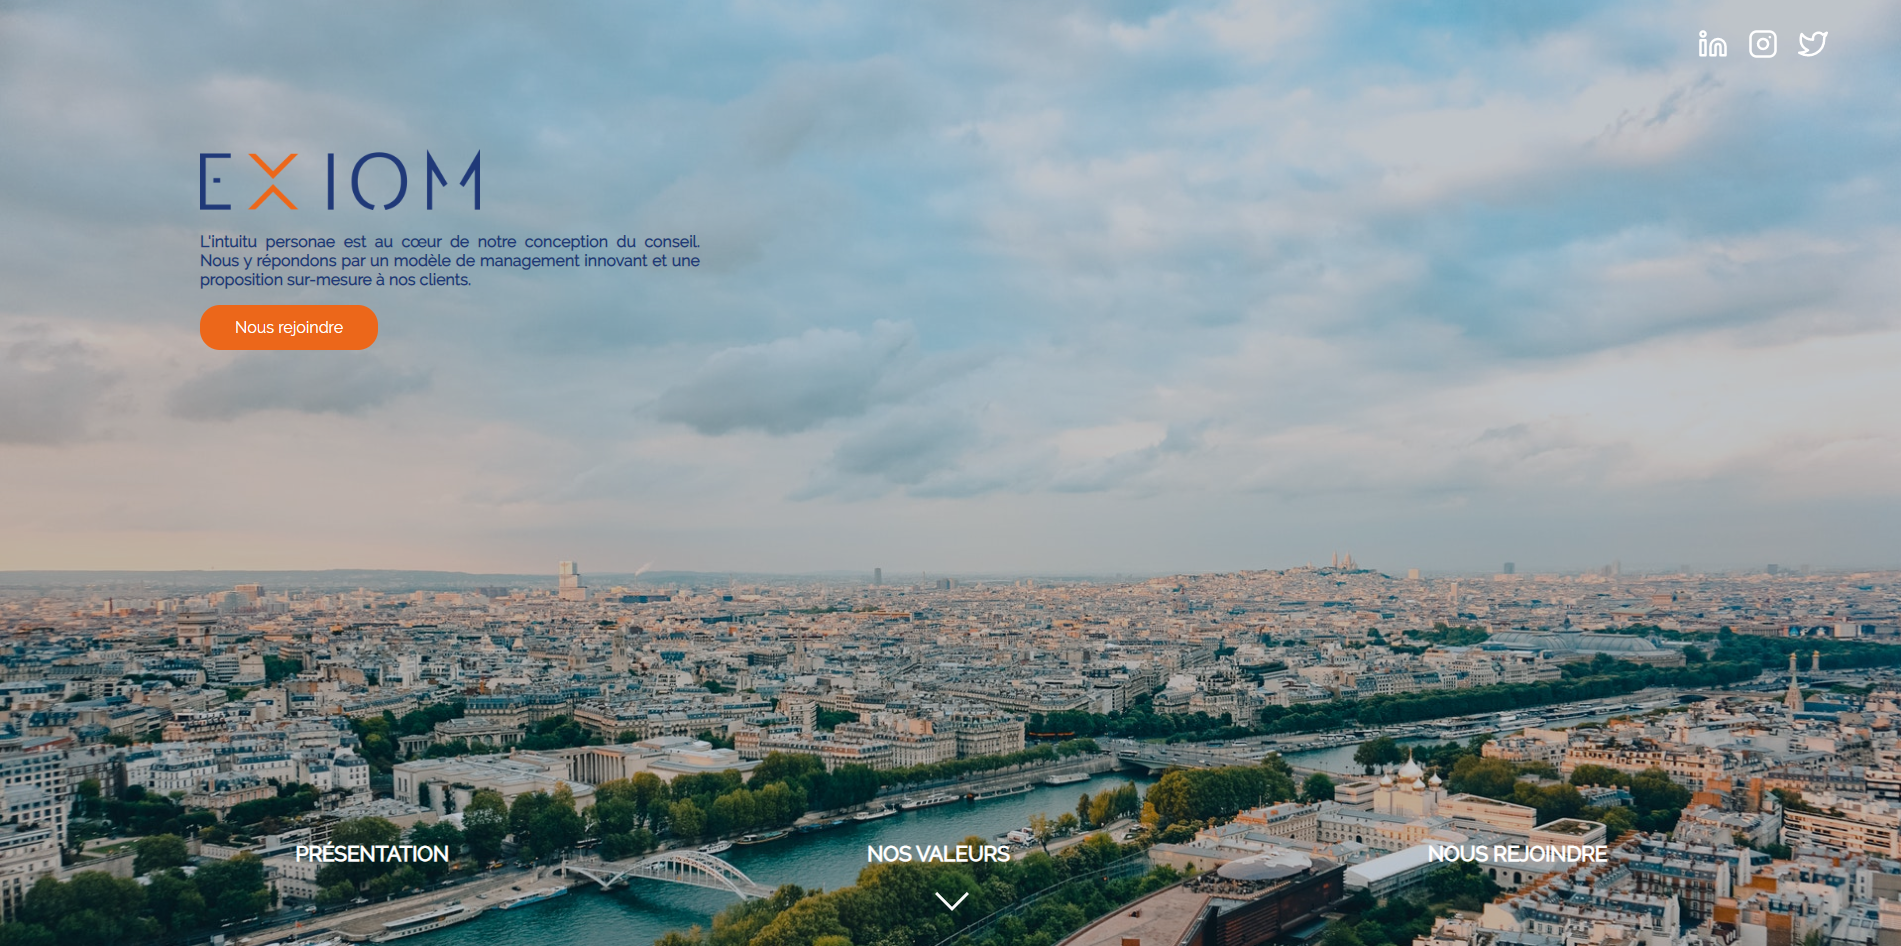 EXIOM
L'intuitu personae est au cœur de notre conception du conseil.
Nous y répondons par un modèle de management innovant et une
proposition sur-mesure à nos clients.
Nous rejoindre
PRÉSENTATION
NOS VALEURS
NOUS REJOINDRE